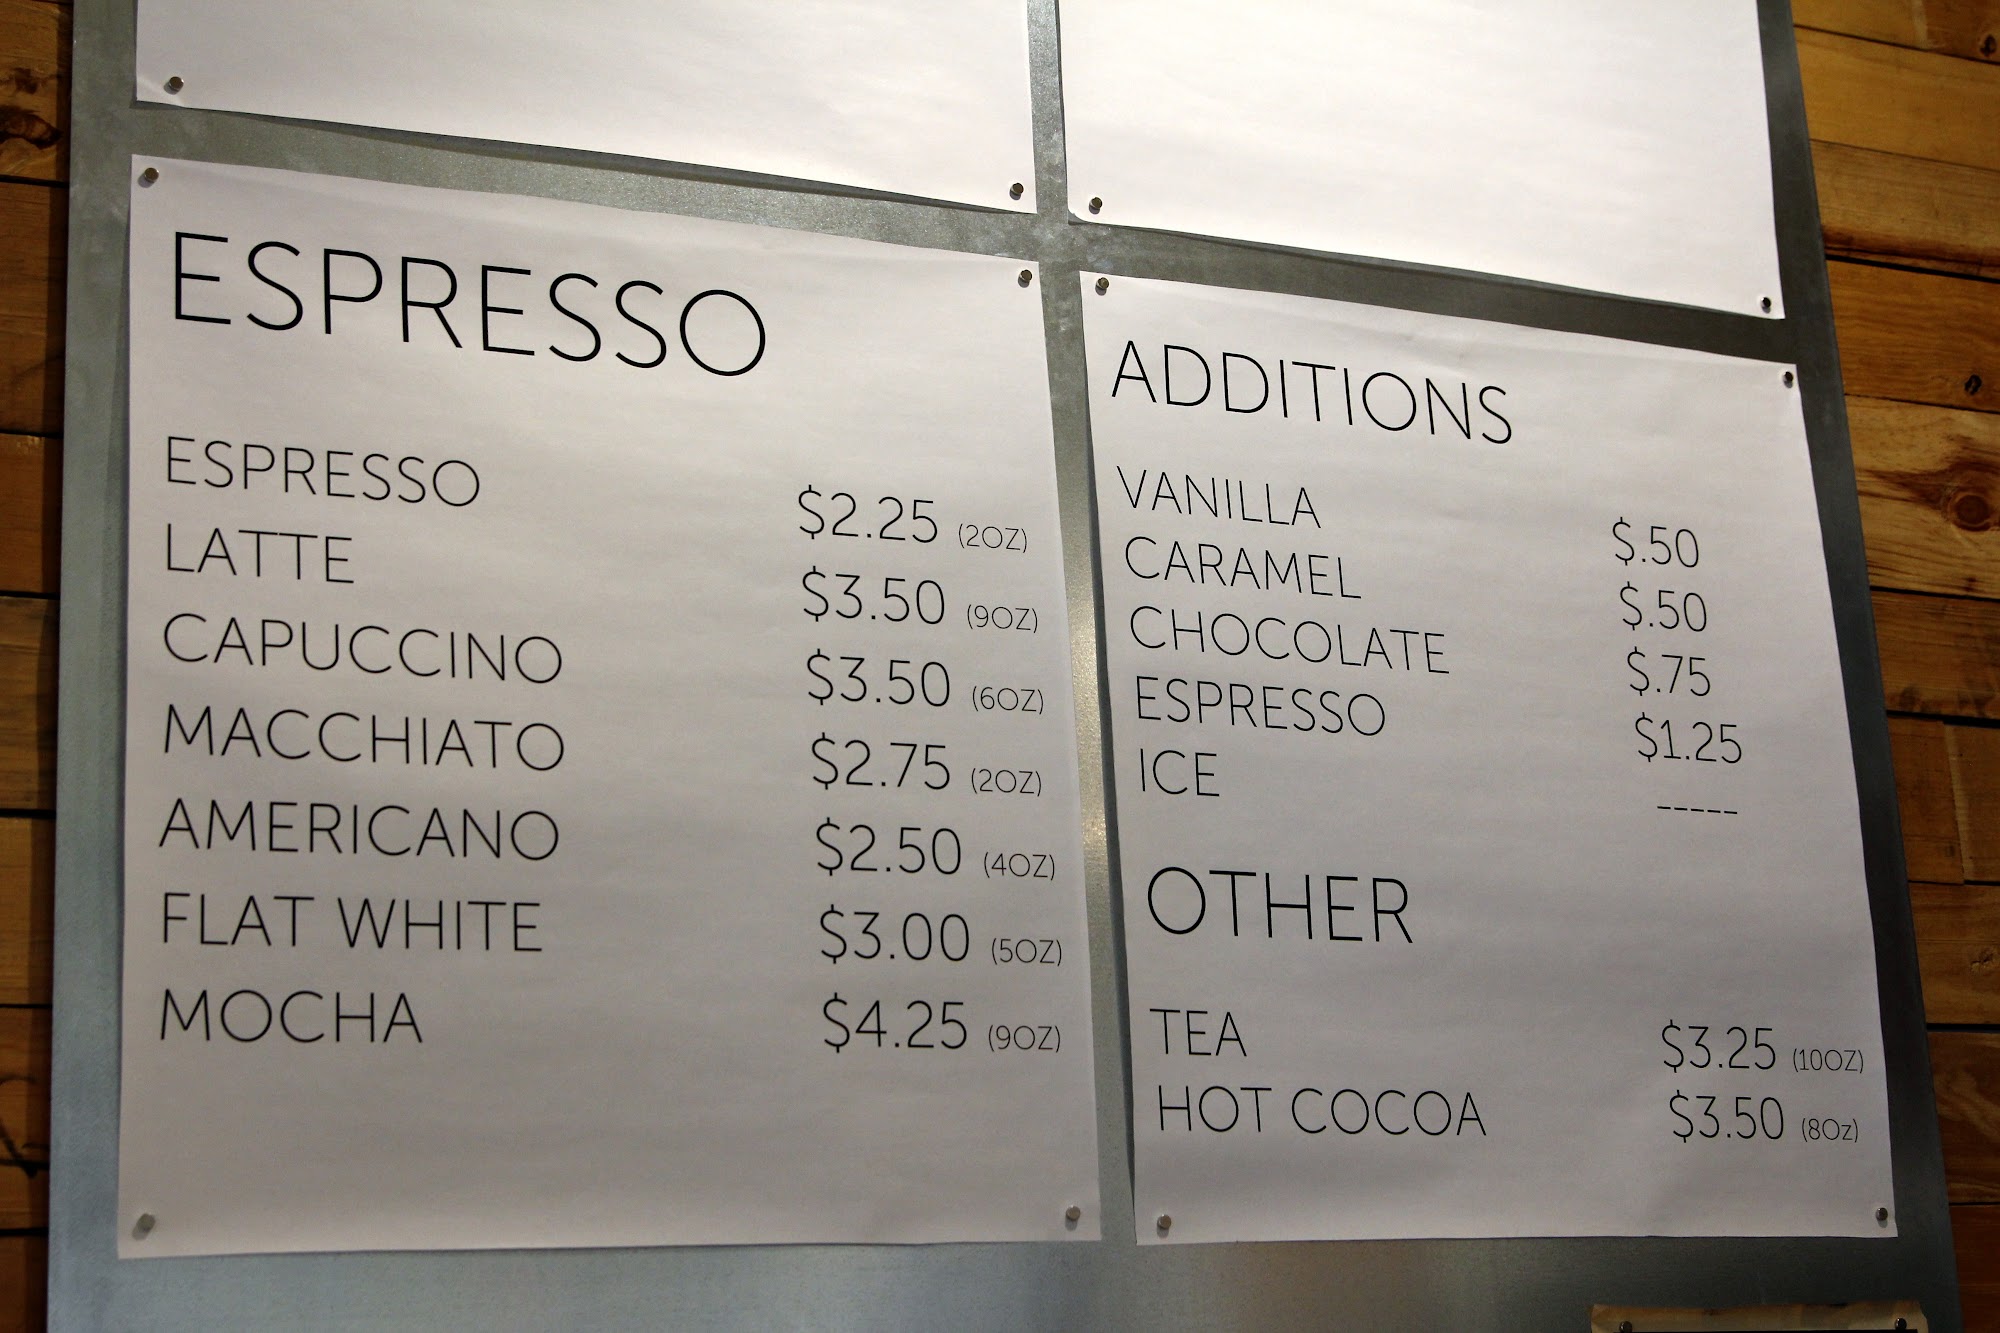 ESPRESSO
ESPRESSO $2.25 (2OZ)
LATTE $3.50 (9OZ)
CAPUCCINO $3.50 (6OZ)
MACCHIATO $2.75 (2OZ)
AMERICANO $2.50 (4OZ)
FLAT WHITE $3.00 (5OZ)
MOCHA $4.25 (9OZ)
ADDITIONS
VANILLA $.50
CARAMEL $.50
CHOCOLATE $.75
ESPRESSO $1.25
ICE -----
OTHER
TEA $3.25 (10OZ)
HOT COCOA $3.50 (8Oz)